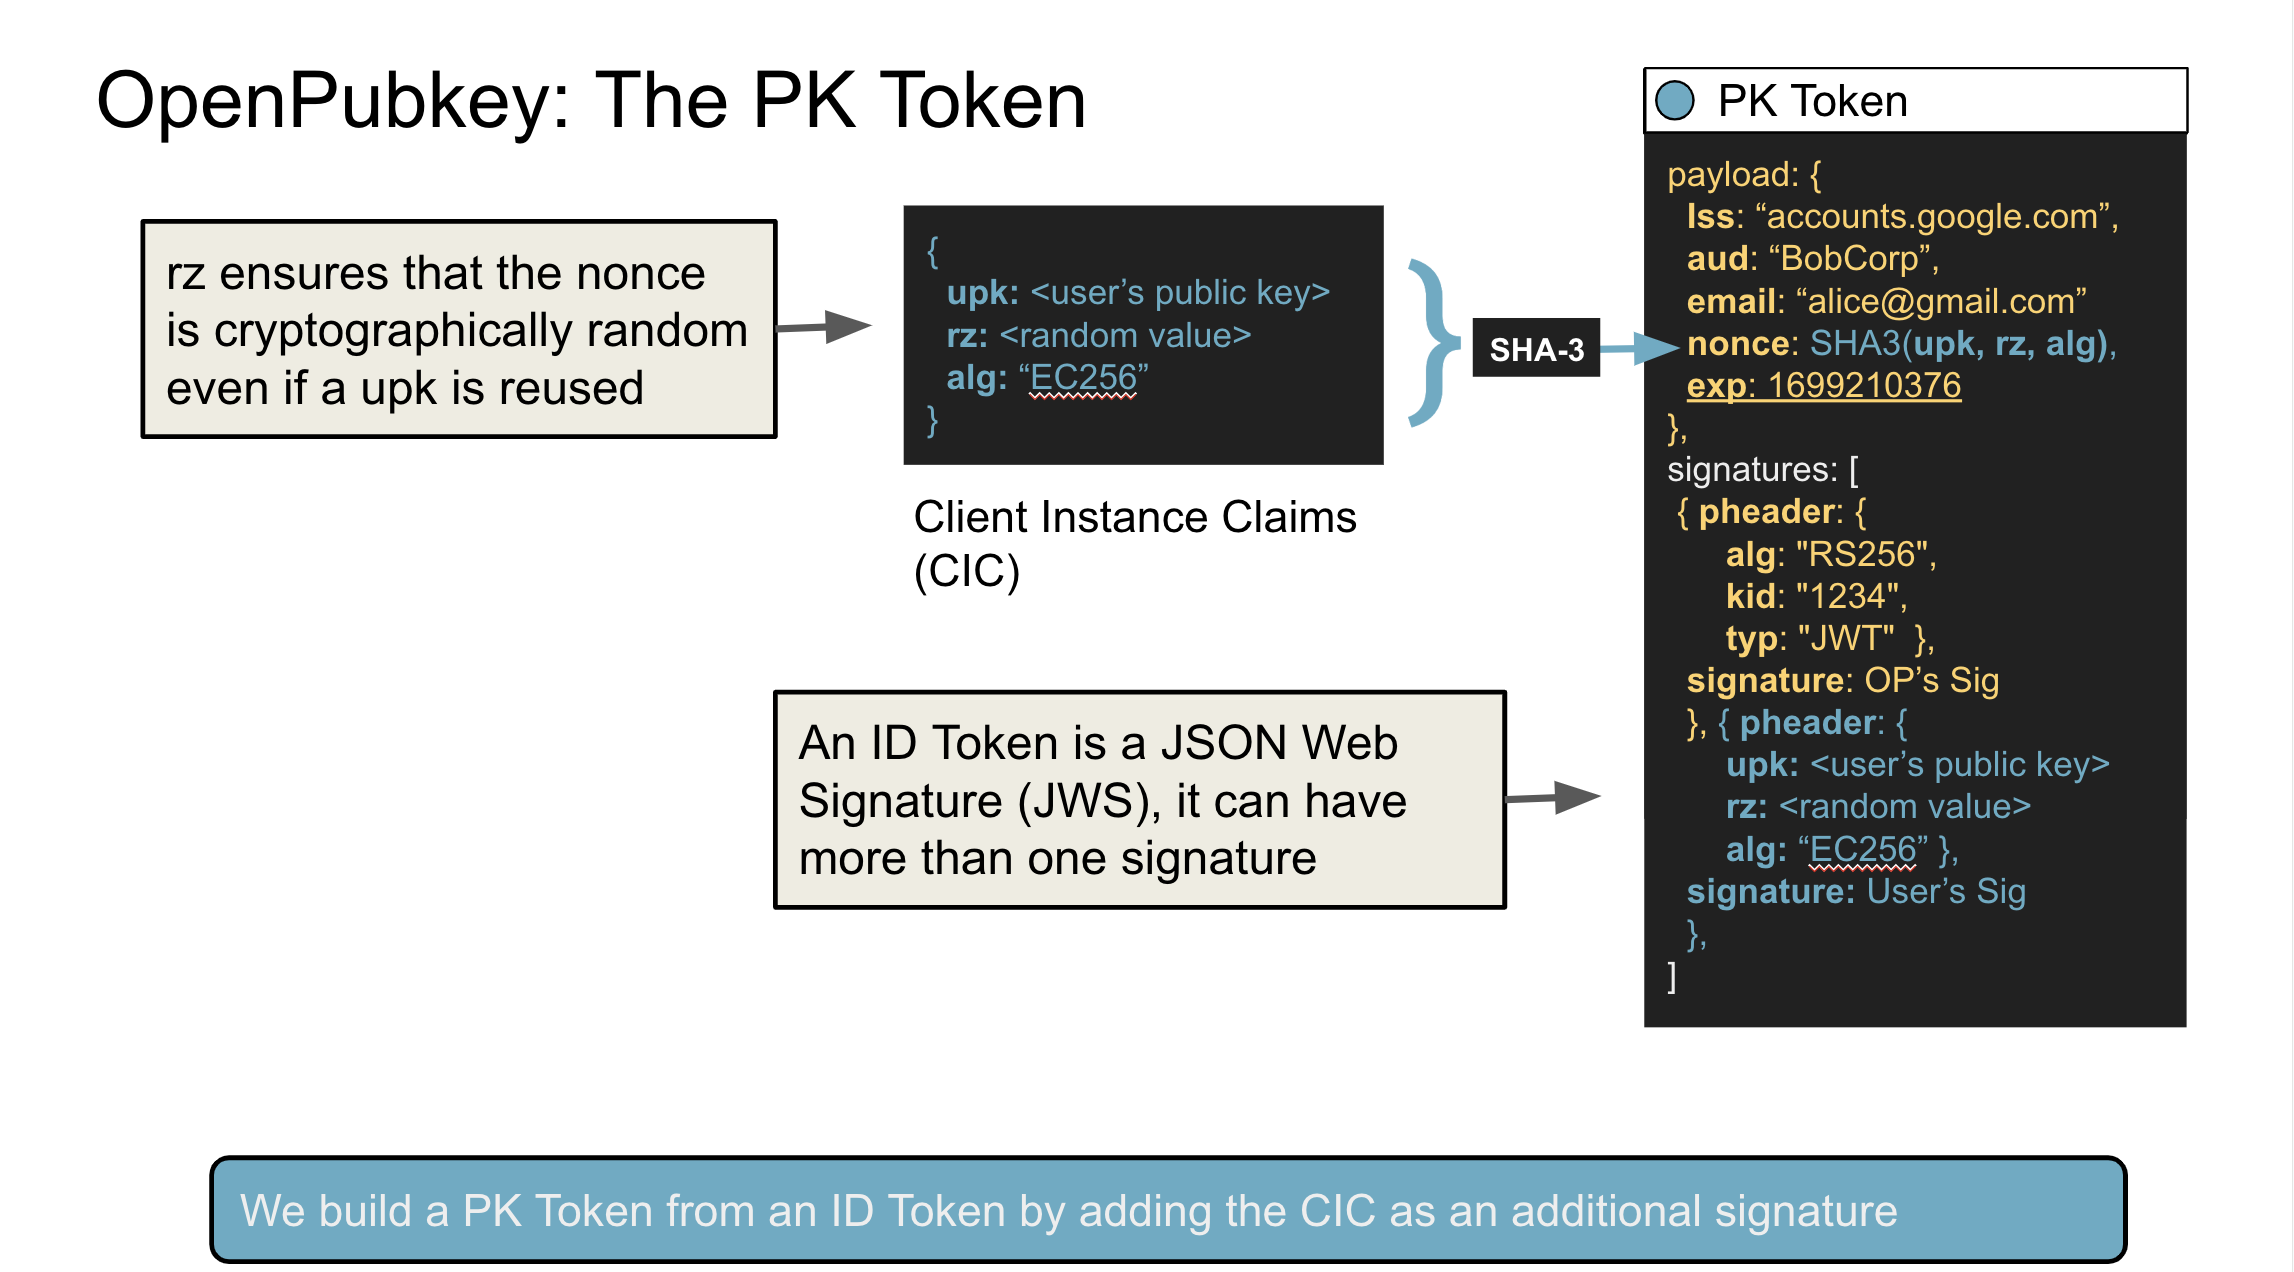 OpenPubkey: The PK Token
rz ensures that the nonce
is cryptographically random
even if a upk is reused
{
upk: <user’s public key>
rz: <random value>
alg: “EC256”
}
Client Instance Claims
(CIC)
SHA-3
An ID Token is a JSON Web
Signature (JWS), it can have
more than one signature
PK Token
payload: {
Iss: “accounts.google.com”,
aud: “BobCorp”,
email: “alice@gmail.com”
nonce: SHA3(upk, rz, alg),
exp: 1699210376
},
signatures: [
{ pheader: {
alg: "RS256",
kid: "1234",
typ: "JWT" },
signature: OP’s Sig
}, { pheader: {
upk: <user’s public key>
rz: <random value>
alg: “EC256” },
signature: User’s Sig
},
]
We build a PK Token from an ID Token by adding the CIC as an additional signature